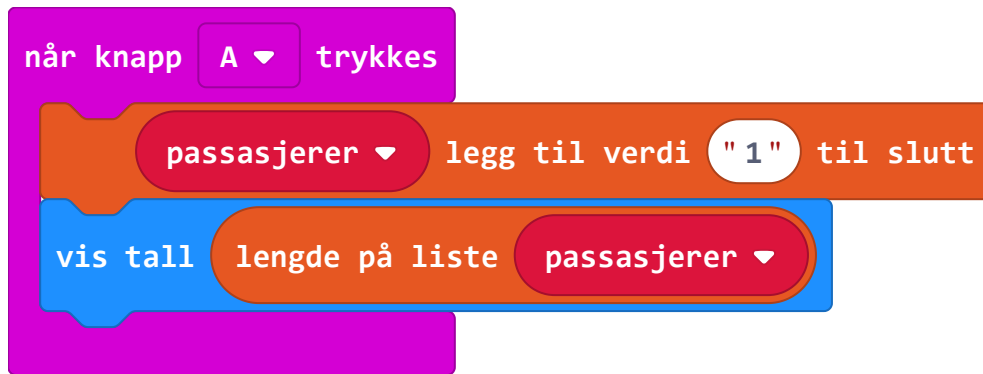 når knapp A trykkes
passasjerer legg til verdi "1" til slutt
vis tall lengde på liste passasjerer